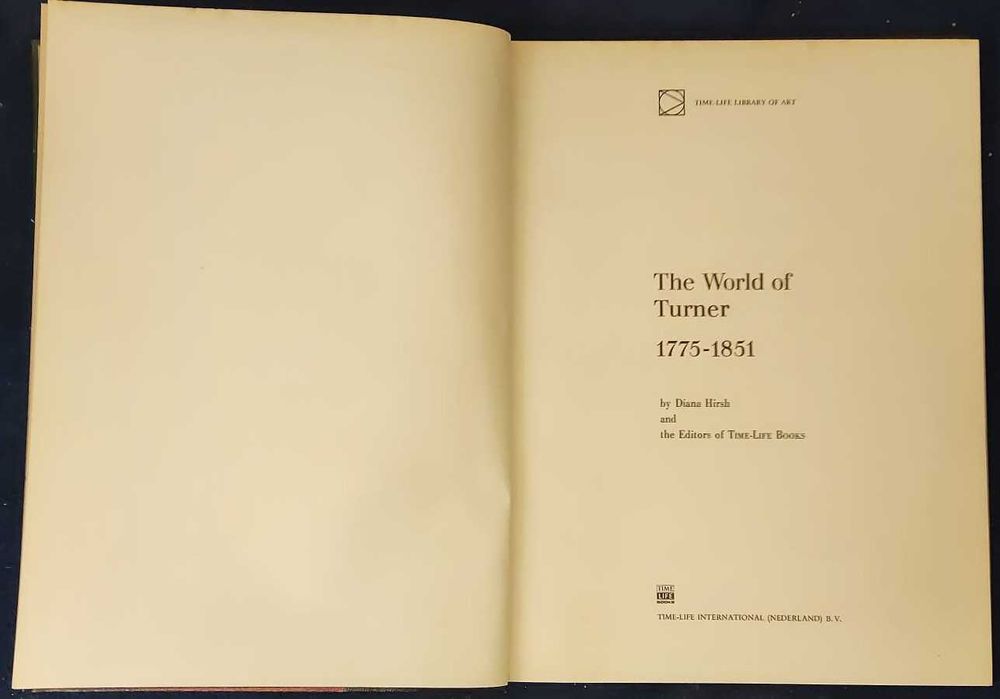 TIME-LIFE LIBRARY OF ART
The World of
Turner
1775-1851
by Diana Hirsh
and
the Editors of TIME-LIFE BOOKS
TIME
LIFE
BOOKS
TIME-LIFE INTERNATIONAL (NEDERLAND) B.V.